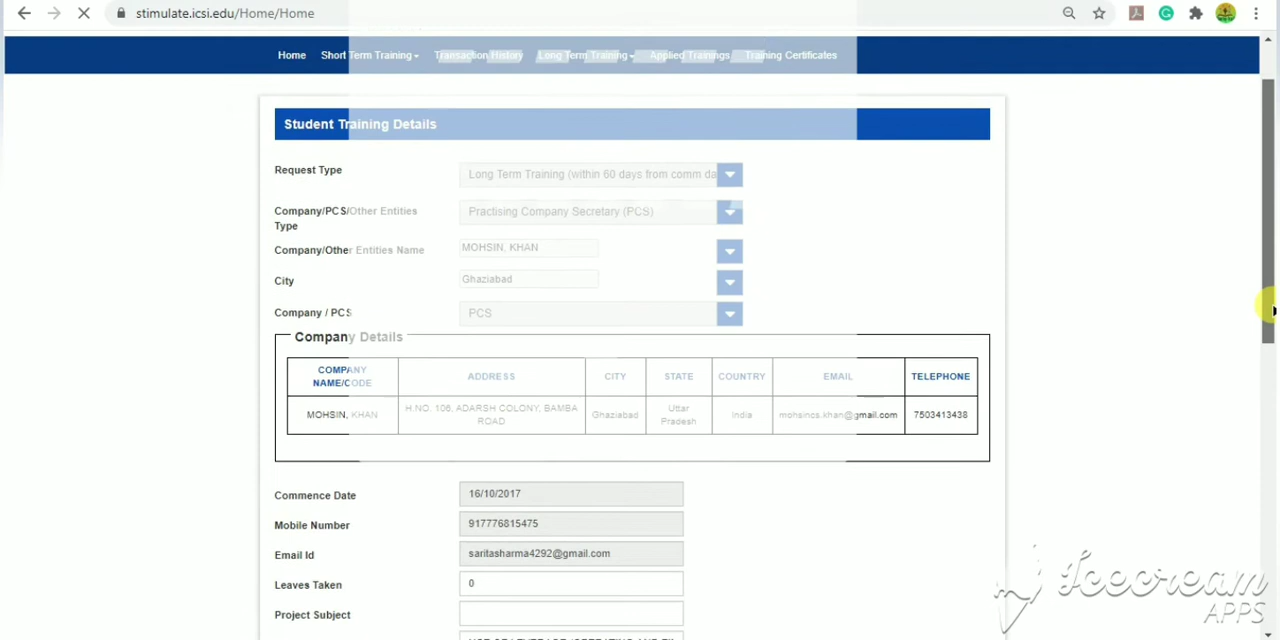 stimulate.icsi.edu/Home/Home
Home Short Term Training Transaction History Long Term Training Applied Trainings Training Certificates
Student Training Details
Request Type Long Term Training (within 60 days from comm da
Company/PCS/Other Entities Type Practising Company Secretary (PCS)
Company/Other Entities Name MOHSIN, KHAN
City Ghaziabad
Company / PCS PCS
Company Details
COMPANY NAME/CODE ADDRESS CITY STATE COUNTRY EMAIL TELEPHONE
MOHSIN, KHAN H.NO. 106, ADARSH COLONY, BAMBA ROAD Ghaziabad Uttar Pradesh India mohsincs.khan@gmail.com 7503413438
Commence Date 16/10/2017
Mobile Number 917776815475
Email Id saritasharma4292@gmail.com
Leaves Taken 0
Project Subject
Icecream
APPS